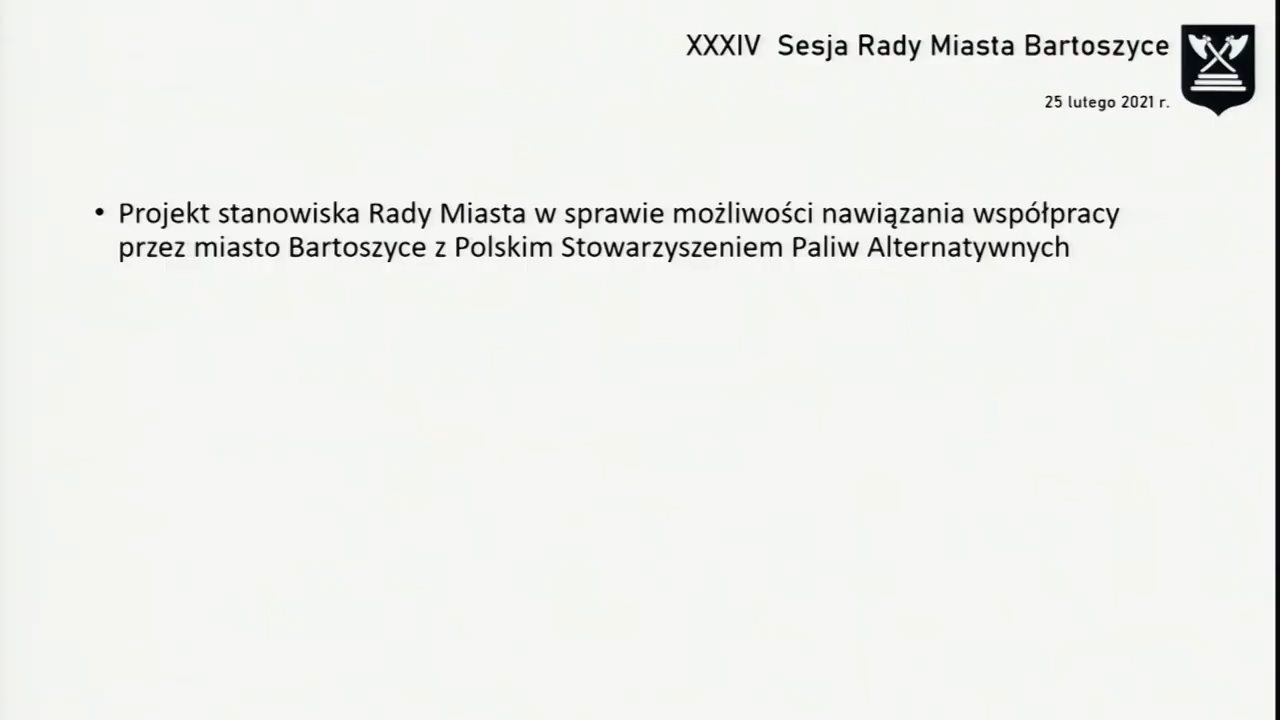 XXXIV Sesja Rady Miasta Bartoszyce
25 lutego 2021 r.
• Projekt stanowiska Rady Miasta w sprawie możliwości nawiązania współpracy
przez miasto Bartoszyce z Polskim Stowarzyszeniem Paliw Alternatywnych